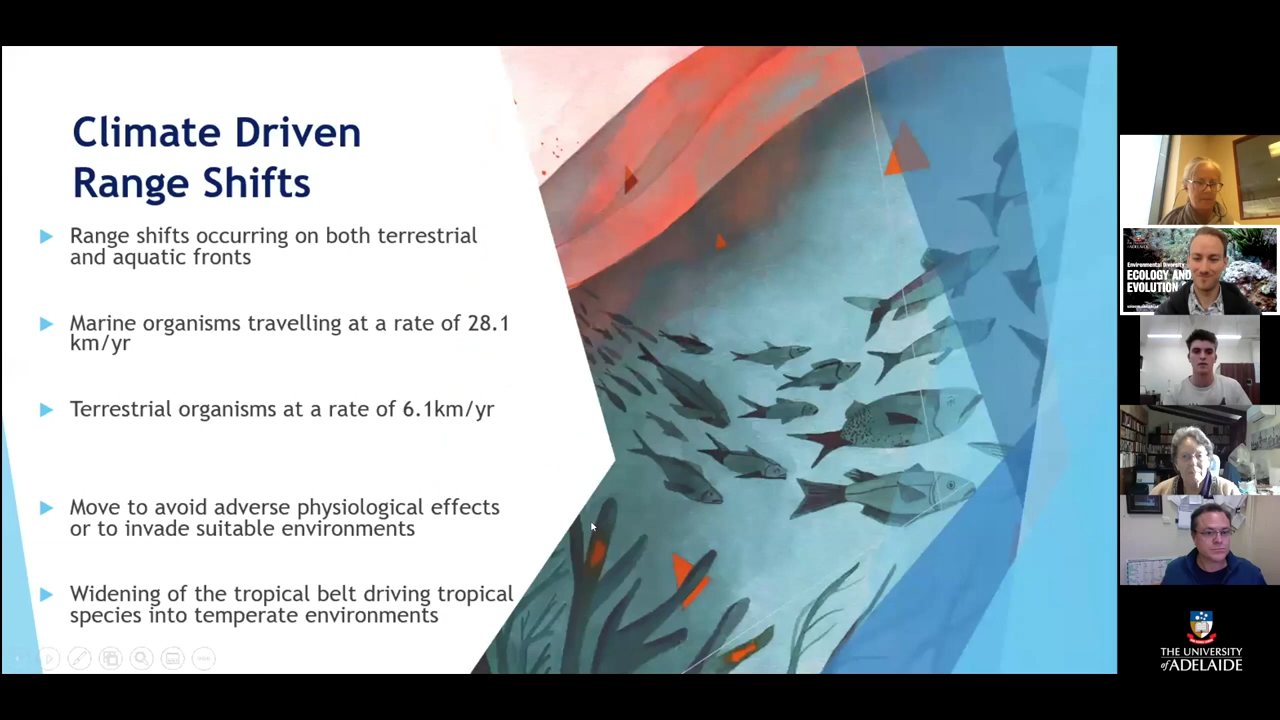 Climate Driven
Range Shifts
Range shifts occurring on both terrestrial
and aquatic fronts
Marine organisms travelling at a rate of 28.1
km/yr
Terrestrial organisms at a rate of 6.1km/yr
Move to avoid adverse physiological effects
or to invade suitable environments
Widening of the tropical belt driving tropical
species into temperate environments
Environmental Diversity
ECOLOGY AND
EVOLUTION
THE UNIVERSITY
of ADELAIDE